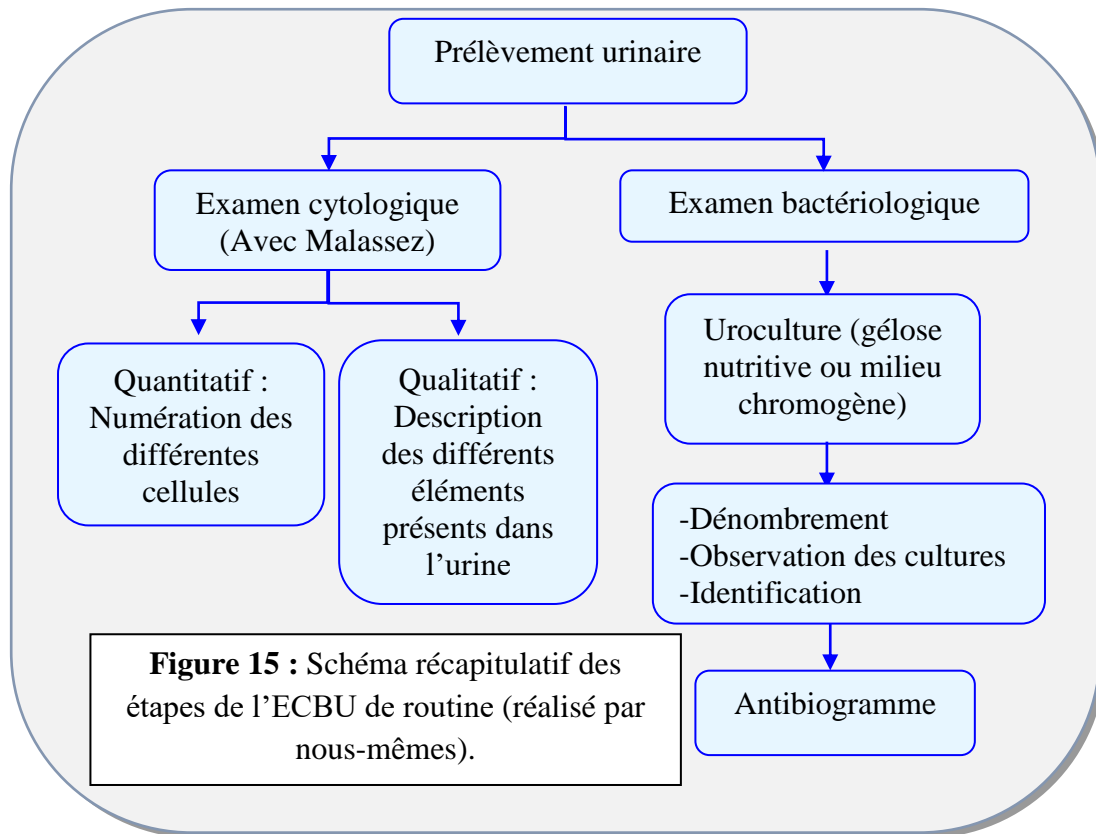 Prélèvement urinaire
Examen cytologique
(Avec Malassez)
Examen bactériologique
Quantitatif :
Numération des
différentes
cellules
Qualitatif :
Description
des différents
éléments
présents dans
l’urine
Uroculture (gélose
nutritive ou milieu
chromogène)
-Dénombrement
-Observation des cultures
-Identification
Antibiogramme
Figure 15 : Schéma récapitulatif des
étapes de l’ECBU de routine (réalisé par
nous-mêmes).